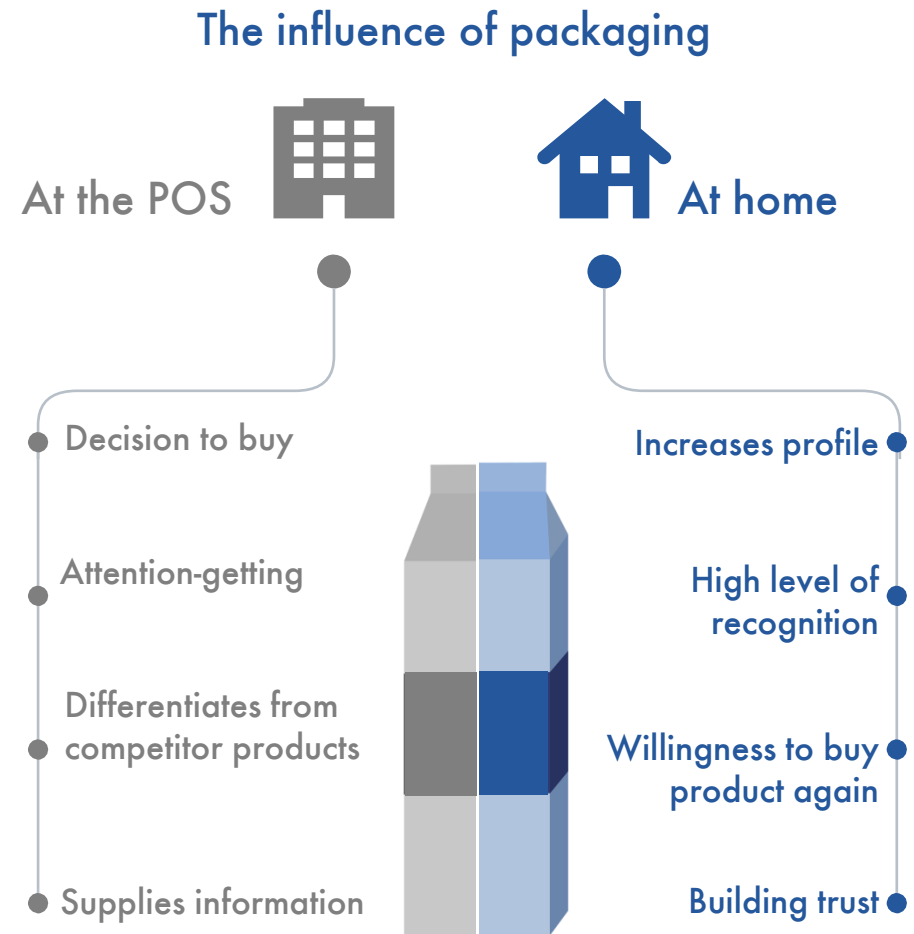 The influence of packaging
At the POS
At home
Decision to buy
Attention-getting
Differentiates from
competitor products
Supplies information
Increases profile
High level of
recognition
Willingness to buy
product again
Building trust